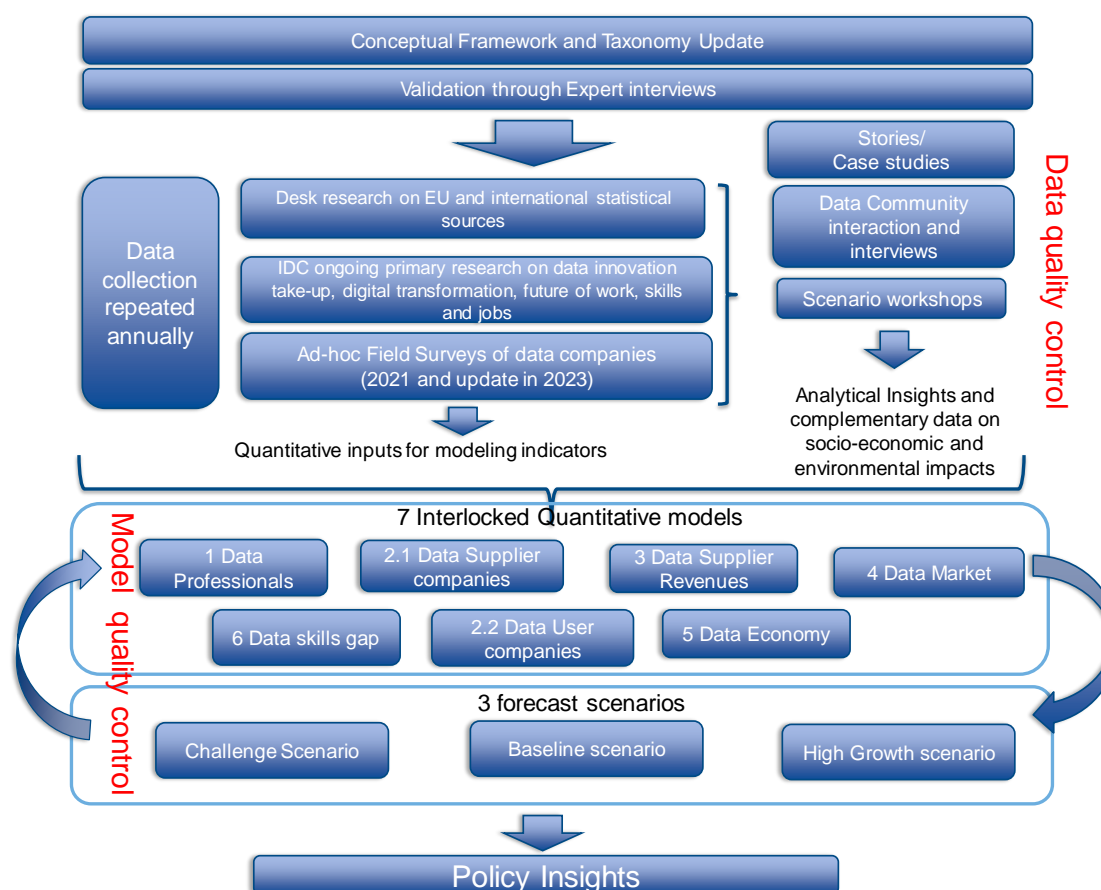 Conceptual Framework and Taxonomy Update
Validation through Expert interviews
Stories/
Case studies
Data Community
interaction and
interviews
Scenario workshops
Data quality control
Data
collection
repeated
annually
Desk research on EU and international statistical
sources
IDC ongoing primary research on data innovation
take-up, digital transformation, future of work, skills
and jobs
Ad-hoc Field Surveys of data companies
(2021 and update in 2023)
Quantitative inputs for modeling indicators
Analytical Insights and
complementary data on
socio-economic and
environmental impacts
7 Interlocked Quantitative models
Model quality control
1 Data
Professionals
2.1 Data Supplier
companies
3 Data Supplier
Revenues
4 Data Market
6 Data skills gap
2.2 Data User
companies
5 Data Economy
3 forecast scenarios
Challenge Scenario
Baseline scenario
High Growth scenario
Policy Insights